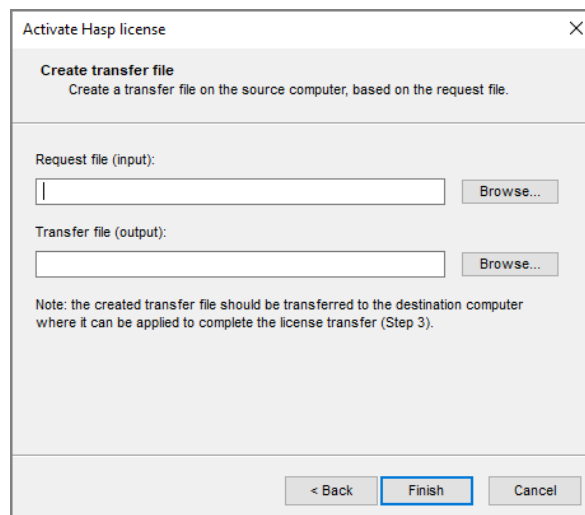 Activate Hasp license
Create transfer file
Create a transfer file on the source computer, based on the request file.
Request file (input):
Browse...
Transfer file (output):
Browse...
Note: the created transfer file should be transferred to the destination computer
where it can be applied to complete the license transfer (Step 3).
< Back
Finish
Cancel